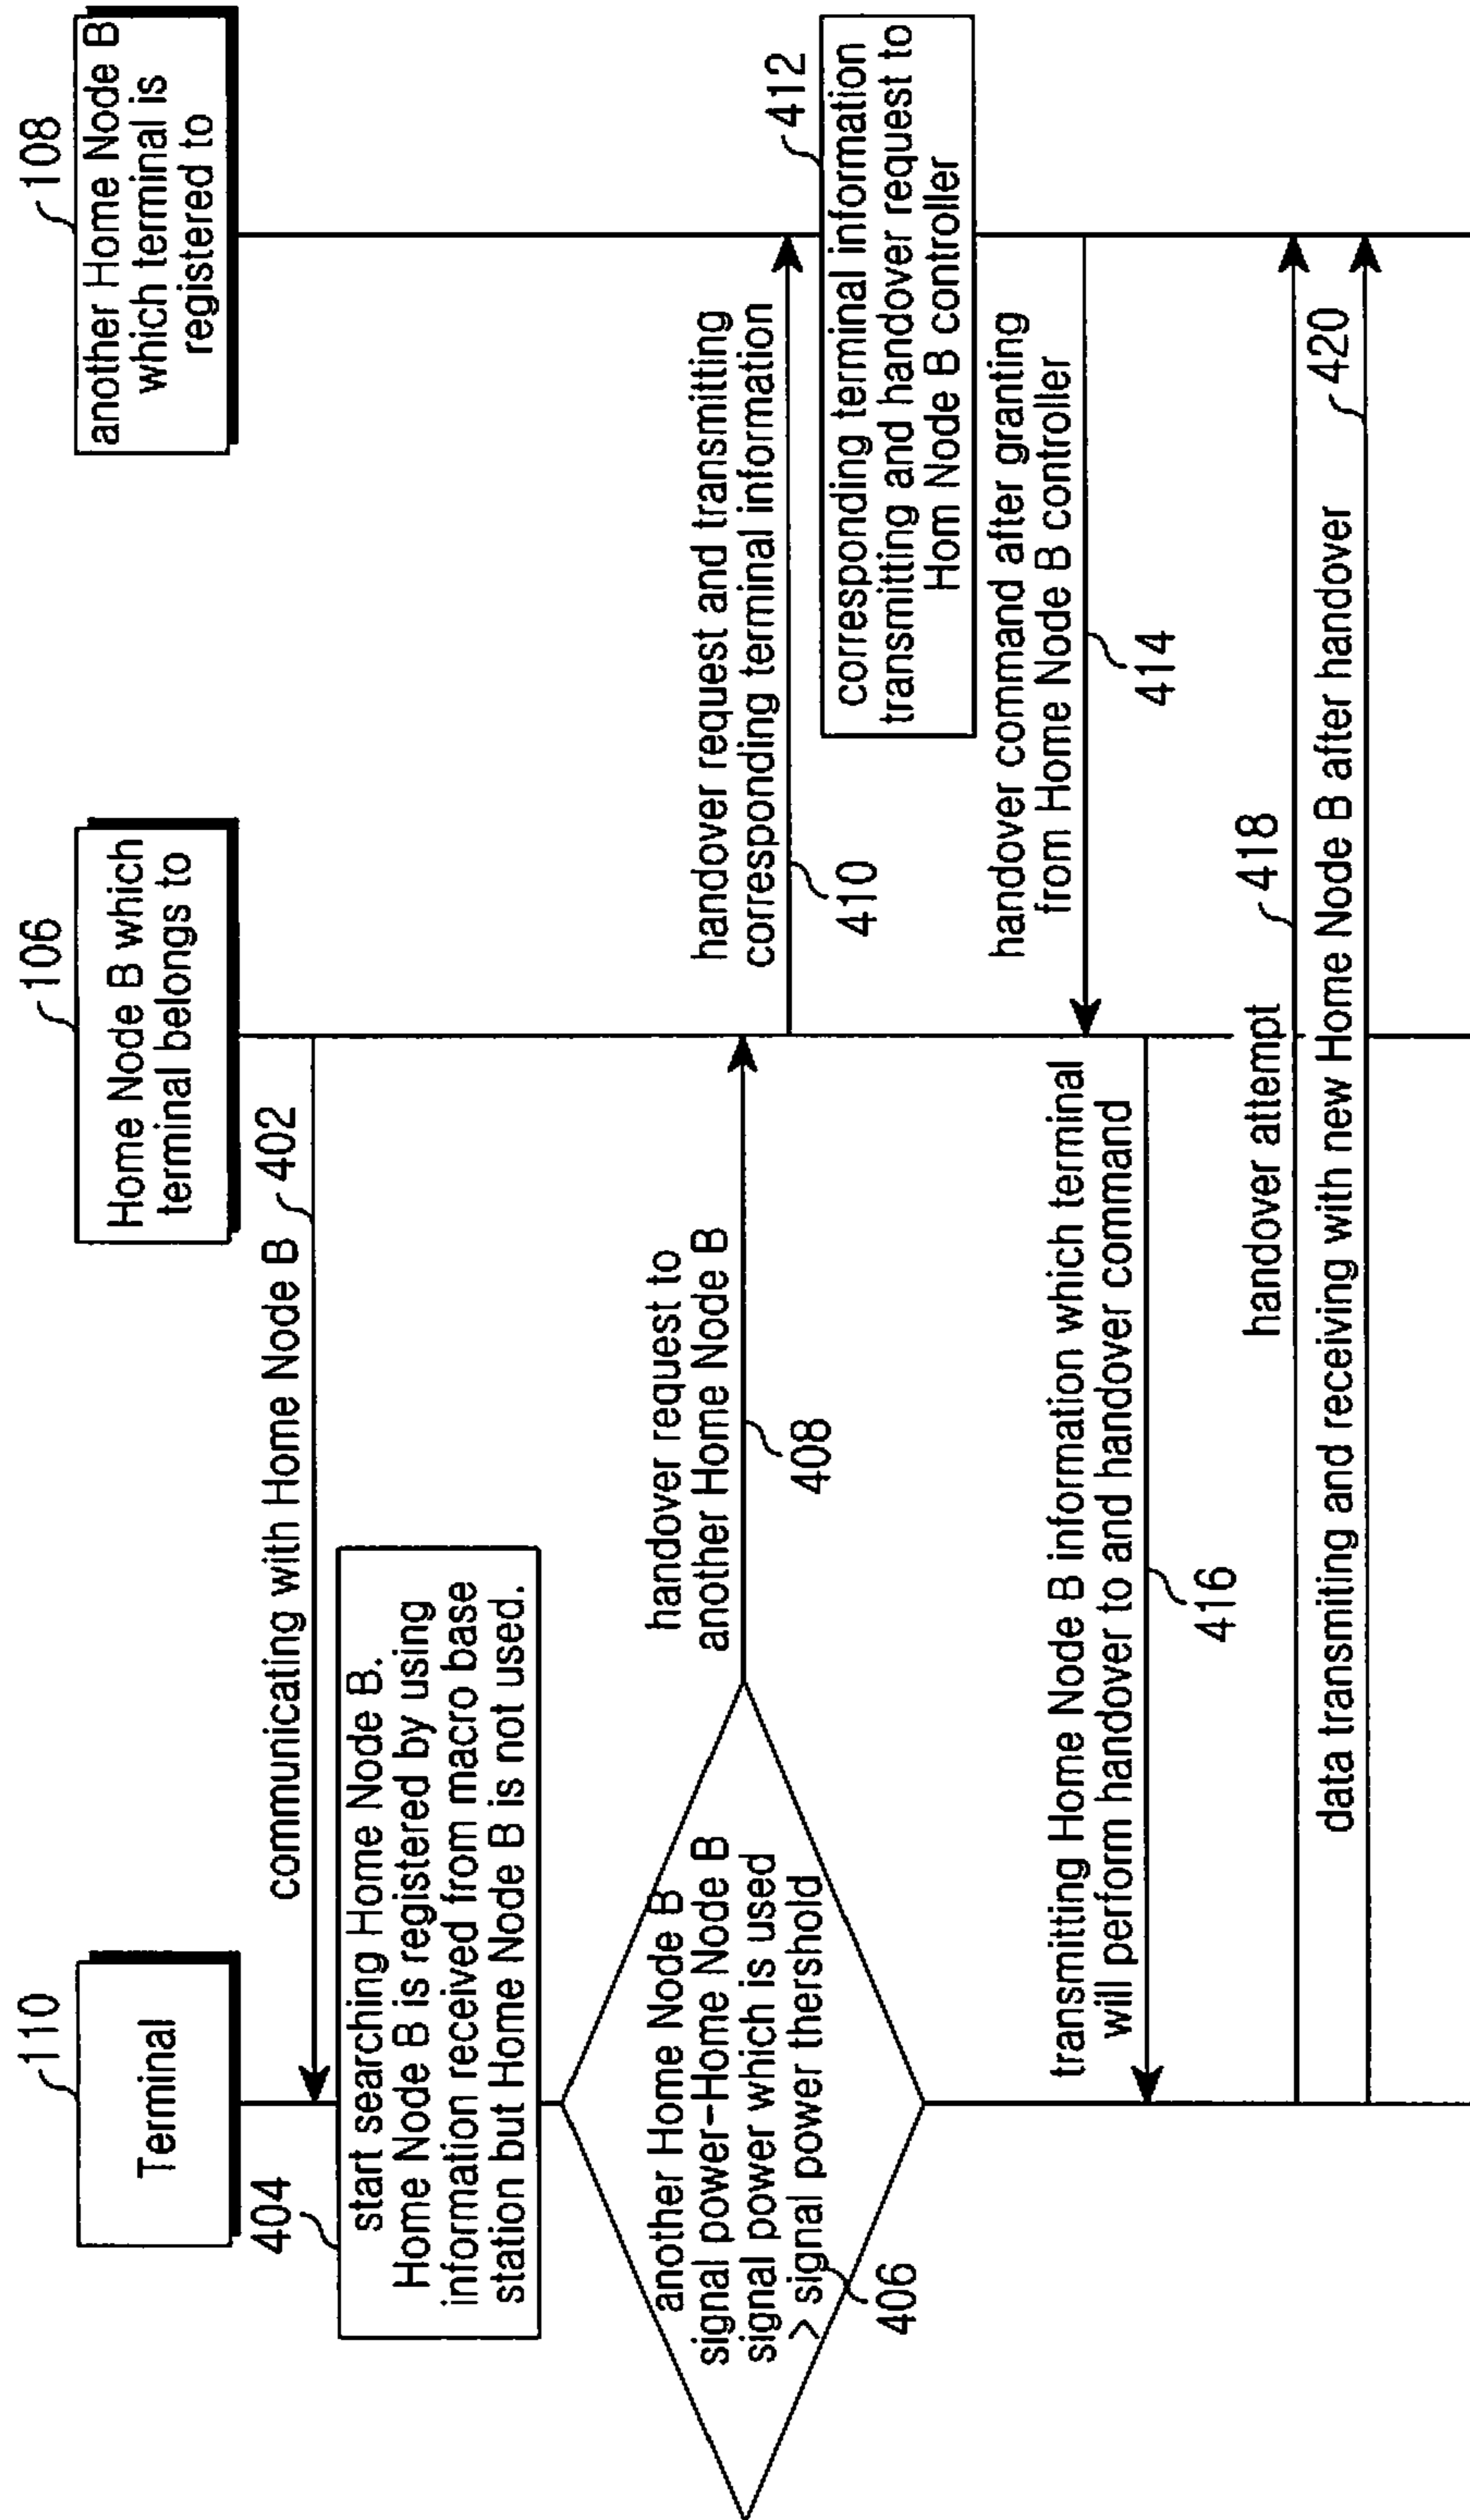 110
Terminal
106
Home Node B which
terminal belongs to
108
another Home Node B
which terminal is
registered to
communicating with Home Node B
402
404
start searching Home Node B.
Home Node B is registered by using
information received from macro base
station but Home Node B is not used.
another Home Node B
signal power-Home Node B
signal power which is used
> signal power thershold
406
handover request to
another Home Node B
408
handover request and transmitting
corresponding terminal information
410
412
corresponding terminal information
transmitting and handover request to
Hom Node B controller
handover command after granting
from Home Node B controller
414
transmitting Home Node B information which terminal
will perform handover to and handover command
416
handover attempt
418
data transmiting and receiving with new Home Node B after handover
420